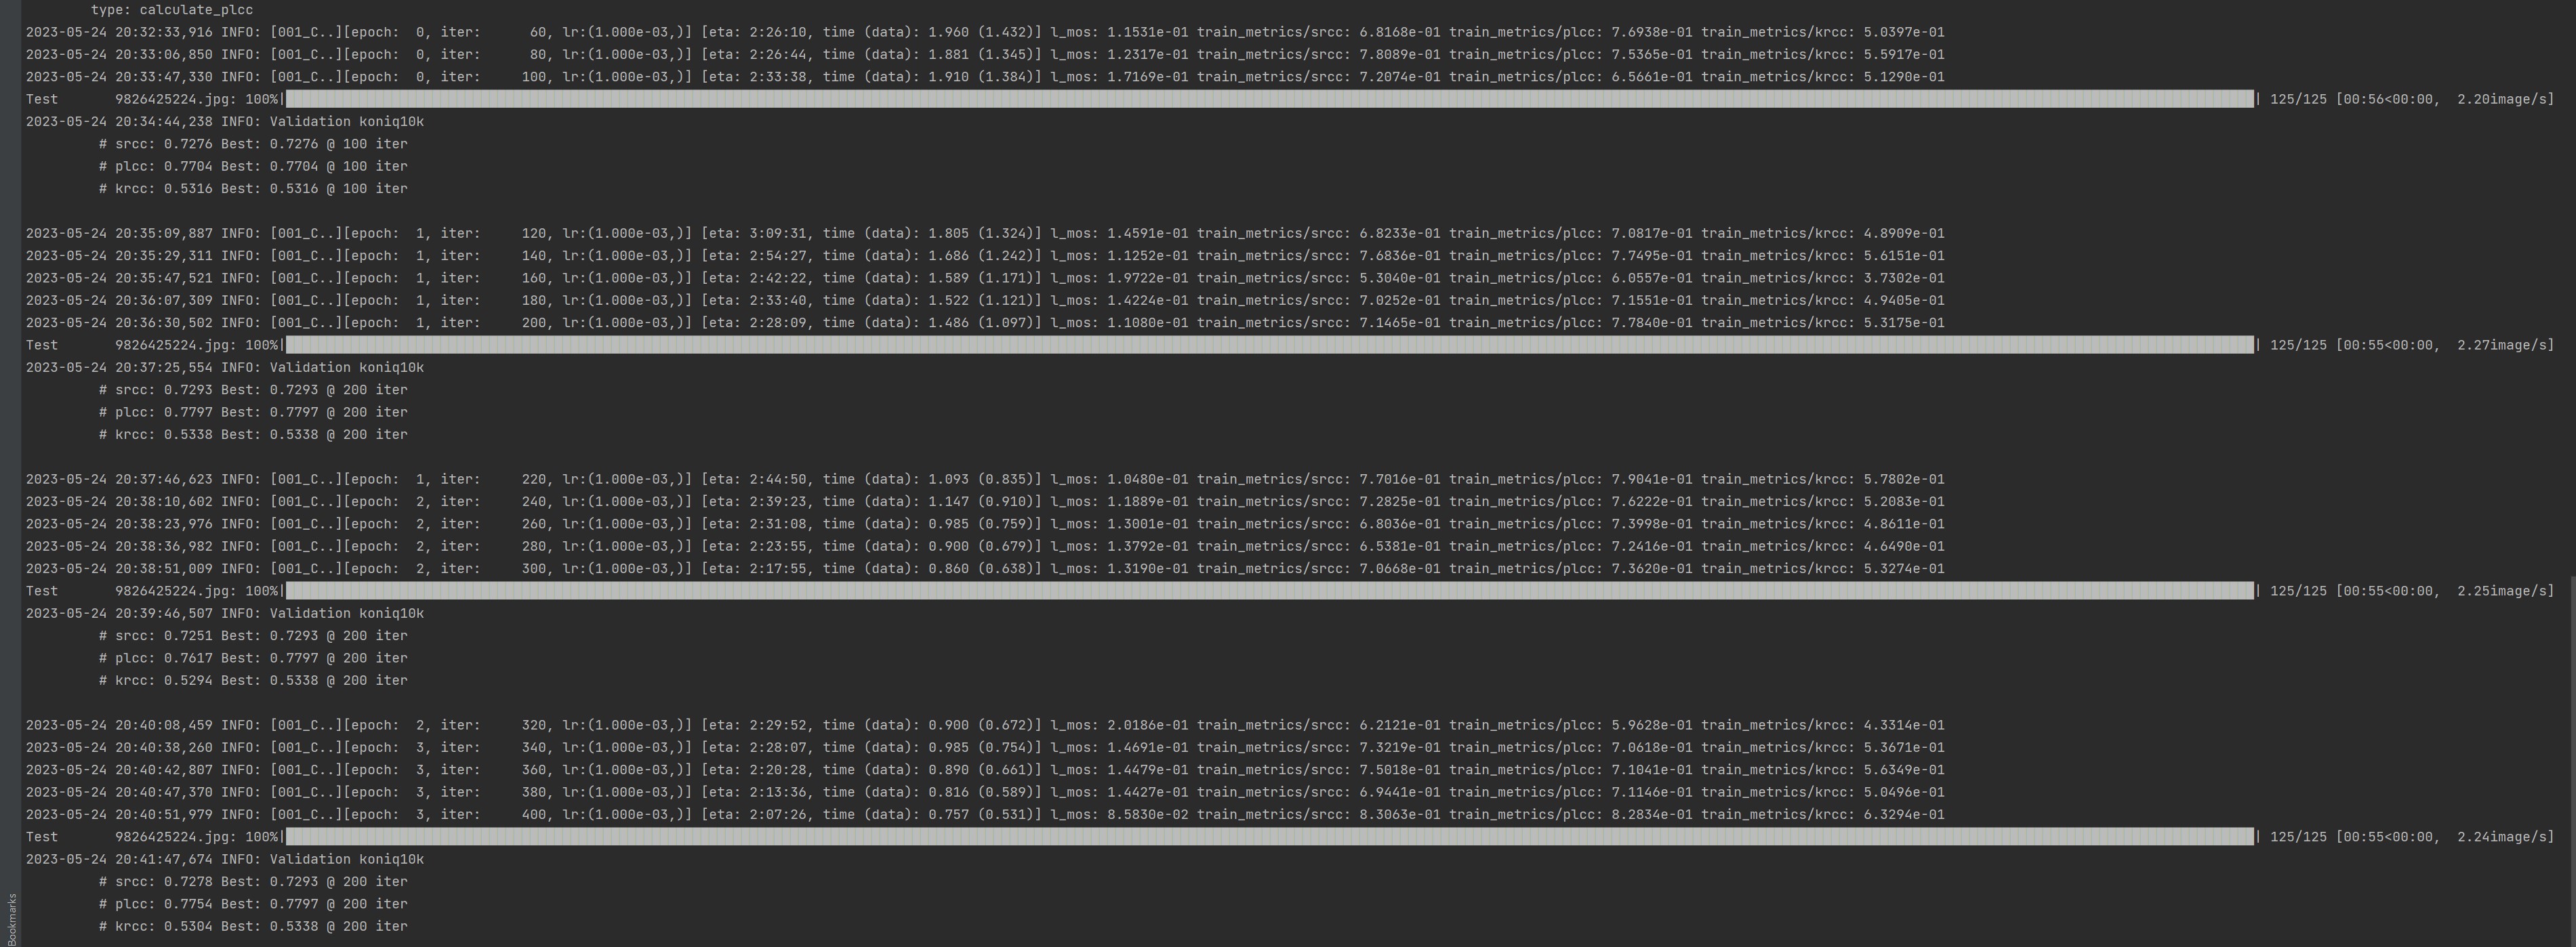 type: calculate_plcc
2023-05-24 20:32:33,916 INFO: [001_C..][epoch:  0, iter:      60, lr:(1.000e-03,)] [eta: 2:26:10, time (data): 1.960 (1.432)] l_mos: 1.1531e-01 train_metrics/srcc: 6.8168e-01 train_metrics/plcc: 7.6938e-01 train_metrics/krcc: 5.0397e-01
2023-05-24 20:33:06,850 INFO: [001_C..][epoch:  0, iter:      80, lr:(1.000e-03,)] [eta: 2:26:44, time (data): 1.881 (1.345)] l_mos: 1.2317e-01 train_metrics/srcc: 7.8089e-01 train_metrics/plcc: 7.5365e-01 train_metrics/krcc: 5.5917e-01
2023-05-24 20:33:47,330 INFO: [001_C..][epoch:  0, iter:     100, lr:(1.000e-03,)] [eta: 2:33:38, time (data): 1.910 (1.384)] l_mos: 1.7169e-01 train_metrics/srcc: 7.2074e-01 train_metrics/plcc: 6.5661e-01 train_metrics/krcc: 5.1290e-01
Test       9826425224.jpg: 100%| | 125/125 [00:56<00:00,  2.20image/s]
2023-05-24 20:34:44,238 INFO: Validation koniq10k
# srcc: 0.7276 Best: 0.7276 @ 100 iter
# plcc: 0.7704 Best: 0.7704 @ 100 iter
# krcc: 0.5316 Best: 0.5316 @ 100 iter
2023-05-24 20:35:09,887 INFO: [001_C..][epoch:  1, iter:     120, lr:(1.000e-03,)] [eta: 3:09:31, time (data): 1.805 (1.324)] l_mos: 1.4591e-01 train_metrics/srcc: 6.8233e-01 train_metrics/plcc: 7.0817e-01 train_metrics/krcc: 4.8909e-01
2023-05-24 20:35:29,311 INFO: [001_C..][epoch:  1, iter:     140, lr:(1.000e-03,)] [eta: 2:54:27, time (data): 1.686 (1.242)] l_mos: 1.1252e-01 train_metrics/srcc: 7.6836e-01 train_metrics/plcc: 7.7495e-01 train_metrics/krcc: 5.6151e-01
2023-05-24 20:35:47,521 INFO: [001_C..][epoch:  1, iter:     160, lr:(1.000e-03,)] [eta: 2:42:22, time (data): 1.589 (1.171)] l_mos: 1.9722e-01 train_metrics/srcc: 5.3040e-01 train_metrics/plcc: 6.0557e-01 train_metrics/krcc: 3.7302e-01
2023-05-24 20:36:07,309 INFO: [001_C..][epoch:  1, iter:     180, lr:(1.000e-03,)] [eta: 2:33:40, time (data): 1.522 (1.121)] l_mos: 1.4224e-01 train_metrics/srcc: 7.0252e-01 train_metrics/plcc: 7.1551e-01 train_metrics/krcc: 4.9405e-01
2023-05-24 20:36:30,502 INFO: [001_C..][epoch:  1, iter:     200, lr:(1.000e-03,)] [eta: 2:28:09, time (data): 1.486 (1.097)] l_mos: 1.1080e-01 train_metrics/srcc: 7.1465e-01 train_metrics/plcc: 7.7840e-01 train_metrics/krcc: 5.3175e-01
Test       9826425224.jpg: 100%| | 125/125 [00:55<00:00,  2.27image/s]
2023-05-24 20:37:25,554 INFO: Validation koniq10k
# srcc: 0.7293 Best: 0.7293 @ 200 iter
# plcc: 0.7797 Best: 0.7797 @ 200 iter
# krcc: 0.5338 Best: 0.5338 @ 200 iter
2023-05-24 20:37:46,623 INFO: [001_C..][epoch:  1, iter:     220, lr:(1.000e-03,)] [eta: 2:44:50, time (data): 1.093 (0.835)] l_mos: 1.0480e-01 train_metrics/srcc: 7.7016e-01 train_metrics/plcc: 7.9041e-01 train_metrics/krcc: 5.7802e-01
2023-05-24 20:38:10,602 INFO: [001_C..][epoch:  2, iter:     240, lr:(1.000e-03,)] [eta: 2:39:23, time (data): 1.147 (0.910)] l_mos: 1.1889e-01 train_metrics/srcc: 7.2825e-01 train_metrics/plcc: 7.6222e-01 train_metrics/krcc: 5.2083e-01
2023-05-24 20:38:23,976 INFO: [001_C..][epoch:  2, iter:     260, lr:(1.000e-03,)] [eta: 2:31:08, time (data): 0.985 (0.759)] l_mos: 1.3001e-01 train_metrics/srcc: 6.8036e-01 train_metrics/plcc: 7.3998e-01 train_metrics/krcc: 4.8611e-01
2023-05-24 20:38:36,982 INFO: [001_C..][epoch:  2, iter:     280, lr:(1.000e-03,)] [eta: 2:23:55, time (data): 0.900 (0.679)] l_mos: 1.3792e-01 train_metrics/srcc: 6.5381e-01 train_metrics/plcc: 7.2416e-01 train_metrics/krcc: 4.6490e-01
2023-05-24 20:38:51,009 INFO: [001_C..][epoch:  2, iter:     300, lr:(1.000e-03,)] [eta: 2:17:55, time (data): 0.860 (0.638)] l_mos: 1.3190e-01 train_metrics/srcc: 7.0668e-01 train_metrics/plcc: 7.3620e-01 train_metrics/krcc: 5.3274e-01
Test       9826425224.jpg: 100%| | 125/125 [00:55<00:00,  2.25image/s]
2023-05-24 20:39:46,507 INFO: Validation koniq10k
# srcc: 0.7251 Best: 0.7293 @ 200 iter
# plcc: 0.7617 Best: 0.7797 @ 200 iter
# krcc: 0.5294 Best: 0.5338 @ 200 iter
2023-05-24 20:40:08,459 INFO: [001_C..][epoch:  2, iter:     320, lr:(1.000e-03,)] [eta: 2:29:52, time (data): 0.900 (0.672)] l_mos: 2.0186e-01 train_metrics/srcc: 6.2121e-01 train_metrics/plcc: 5.9628e-01 train_metrics/krcc: 4.3314e-01
2023-05-24 20:40:38,260 INFO: [001_C..][epoch:  3, iter:     340, lr:(1.000e-03,)] [eta: 2:28:07, time (data): 0.985 (0.754)] l_mos: 1.4691e-01 train_metrics/srcc: 7.3219e-01 train_metrics/plcc: 7.0618e-01 train_metrics/krcc: 5.3671e-01
2023-05-24 20:40:42,807 INFO: [001_C..][epoch:  3, iter:     360, lr:(1.000e-03,)] [eta: 2:20:28, time (data): 0.890 (0.661)] l_mos: 1.4479e-01 train_metrics/srcc: 7.5018e-01 train_metrics/plcc: 7.1041e-01 train_metrics/krcc: 5.6349e-01
2023-05-24 20:40:47,370 INFO: [001_C..][epoch:  3, iter:     380, lr:(1.000e-03,)] [eta: 2:13:36, time (data): 0.816 (0.589)] l_mos: 1.4427e-01 train_metrics/srcc: 6.9441e-01 train_metrics/plcc: 7.1146e-01 train_metrics/krcc: 5.0496e-01
2023-05-24 20:40:51,979 INFO: [001_C..][epoch:  3, iter:     400, lr:(1.000e-03,)] [eta: 2:07:26, time (data): 0.757 (0.531)] l_mos: 8.5830e-02 train_metrics/srcc: 8.3063e-01 train_metrics/plcc: 8.2834e-01 train_metrics/krcc: 6.3294e-01
Test       9826425224.jpg: 100%| | 125/125 [00:55<00:00,  2.24image/s]
2023-05-24 20:41:47,674 INFO: Validation koniq10k
# srcc: 0.7278 Best: 0.7293 @ 200 iter
# plcc: 0.7754 Best: 0.7797 @ 200 iter
# krcc: 0.5304 Best: 0.5338 @ 200 iter
Bookmarks